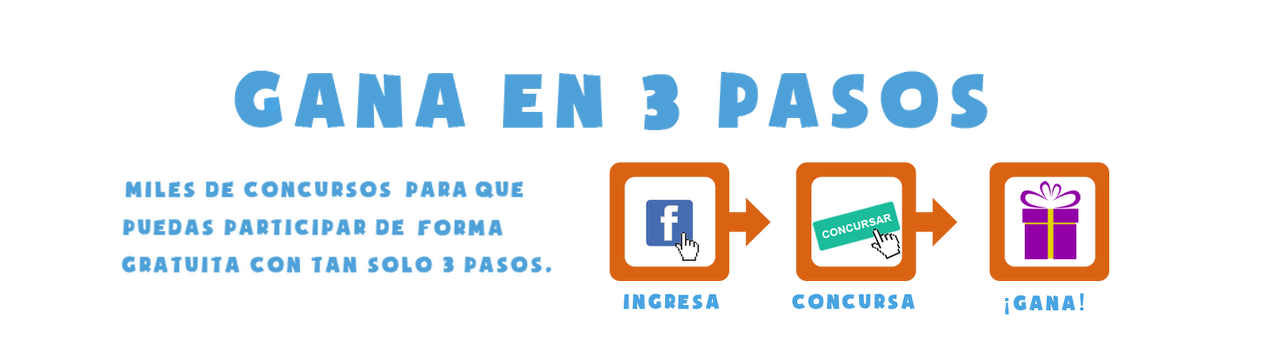 GANA EN 3 PASOS
MILES DE CONCURSOS PARA QUE
PUEDAS PARTICIPAR DE FORMA
GRATUITA CON TAN SOLO 3 PASOS.
f
CONCURSAR
INGRESA
CONCURSA
¡GANA!